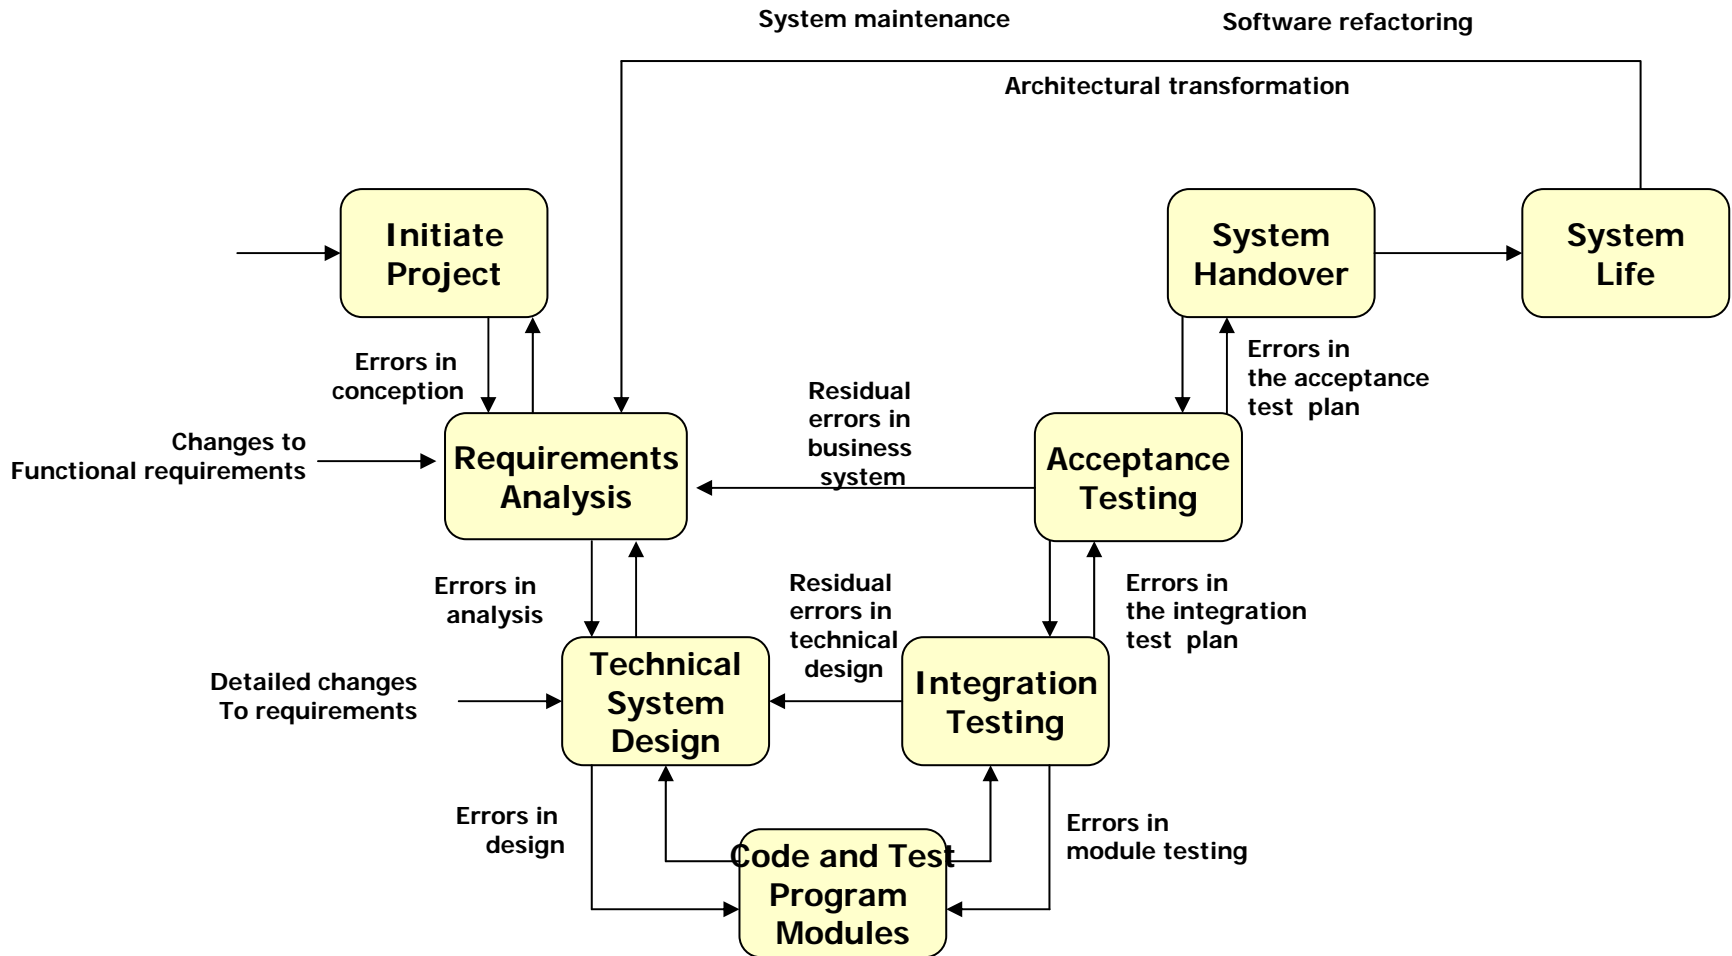 System maintenance
Software refactoring
Architectural transformation
Initiate
Project
System
Handover
System
Life
Errors in
conception
Errors in
the acceptance
test plan
Residual
errors in
business
system
Changes to
Functional requirements
Requirements
Analysis
Acceptance
Testing
Errors in
analysis
Residual
errors in
technical
design
Errors in
the integration
test plan
Detailed changes
To requirements
Technical
System
Design
Integration
Testing
Errors in
design
Code and Test
Program
Modules
Errors in
module testing